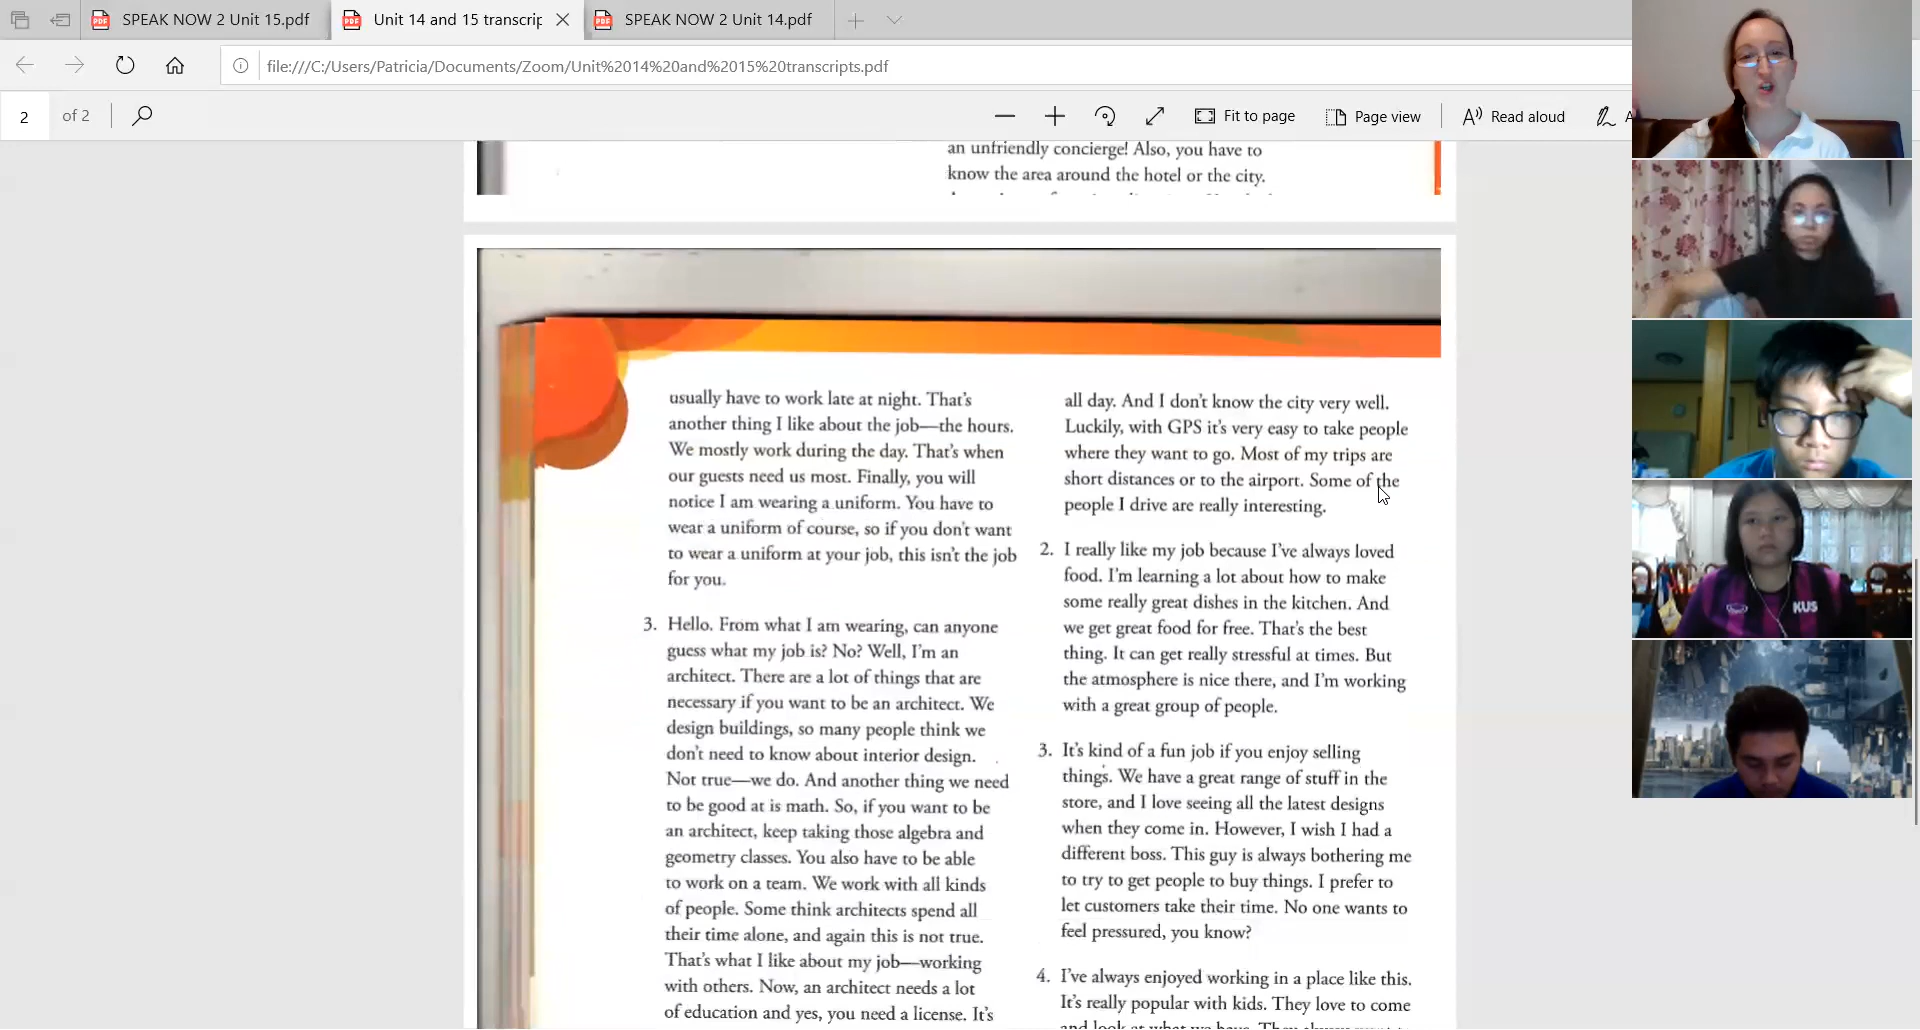 SPEAK NOW 2 Unit 15.pdf
Unit 14 and 15 transcrip
SPEAK NOW 2 Unit 14.pdf
file:///C:/Users/Patricia/Documents/Zoom/Unit%2014%20and%2015%20transcripts.pdf
2
of 2
Fit to page
Page view
Read aloud
an unfriendly concierge! Also, you have to
know the area around the hotel or the city.
usually have to work late at night. That's
another thing I like about the job—the hours.
We mostly work during the day. That's when
our guests need us most. Finally, you will
notice I am wearing a uniform. You have to
wear a uniform of course, so if you don't want
to wear a uniform at your job, this isn't the job
for you.
3. Hello. From what I am wearing, can anyone
guess what my job is? No? Well, I'm an
architect. There are a lot of things that are
necessary if you want to be an architect. We
design buildings, so many people think we
don't need to know about interior design.
Not true—we do. And another thing we need
to be good at is math. So, if you want to be
an architect, keep taking those algebra and
geometry classes. You also have to be able
to work on a team. We work with all kinds
of people. Some think architects spend all
their time alone, and again this is not true.
That's what I like about my job—working
with others. Now, an architect needs a lot
of education and yes, you need a license. It's
all day. And I don't know the city very well.
Luckily, with GPS it's very easy to take people
where they want to go. Most of my trips are
short distances or to the airport. Some of the
people I drive are really interesting.
2. I really like my job because I've always loved
food. I'm learning a lot about how to make
some really great dishes in the kitchen. And
we get great food for free. That's the best
thing. It can get really stressful at times. But
the atmosphere is nice there, and I'm working
with a great group of people.
3. It's kind of a fun job if you enjoy selling
things. We have a great range of stuff in the
store, and I love seeing all the latest designs
when they come in. However, I wish I had a
different boss. This guy is always bothering me
to try to get people to buy things. I prefer to
let customers take their time. No one wants to
feel pressured, you know?
4. I've always enjoyed working in a place like this.
It's really popular with kids. They love to come
and look at what we have. They always want to
KUS